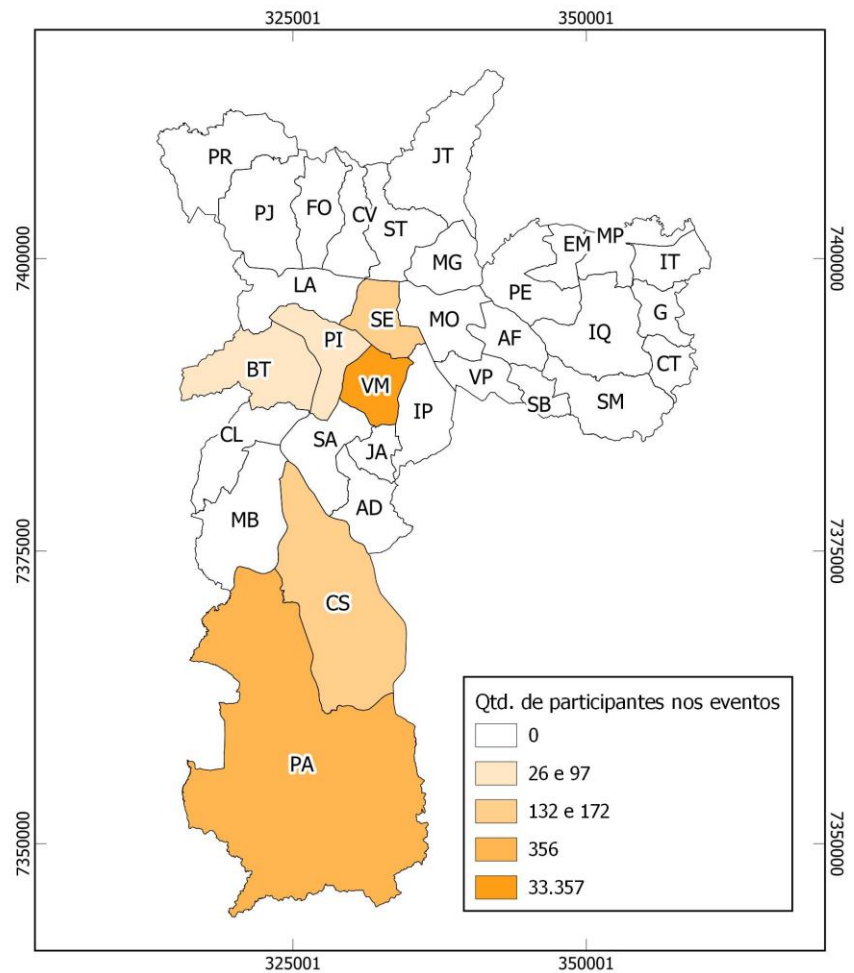 325001 350001
PR
JT
PJ
FO
CV
ST
EM
MP
7400000
MG
IT
7400000
LA
PE
G
SE
MO
IQ
PI
AF
BT
VM
VP
CT
SB
SM
IP
CL
SA
JA
MB
AD
7375000
7375000
CS
Qtd. de participantes nos eventos
0
26 e 97
132 e 172
356
33.357
PA
7350000
7350000
325001 350001